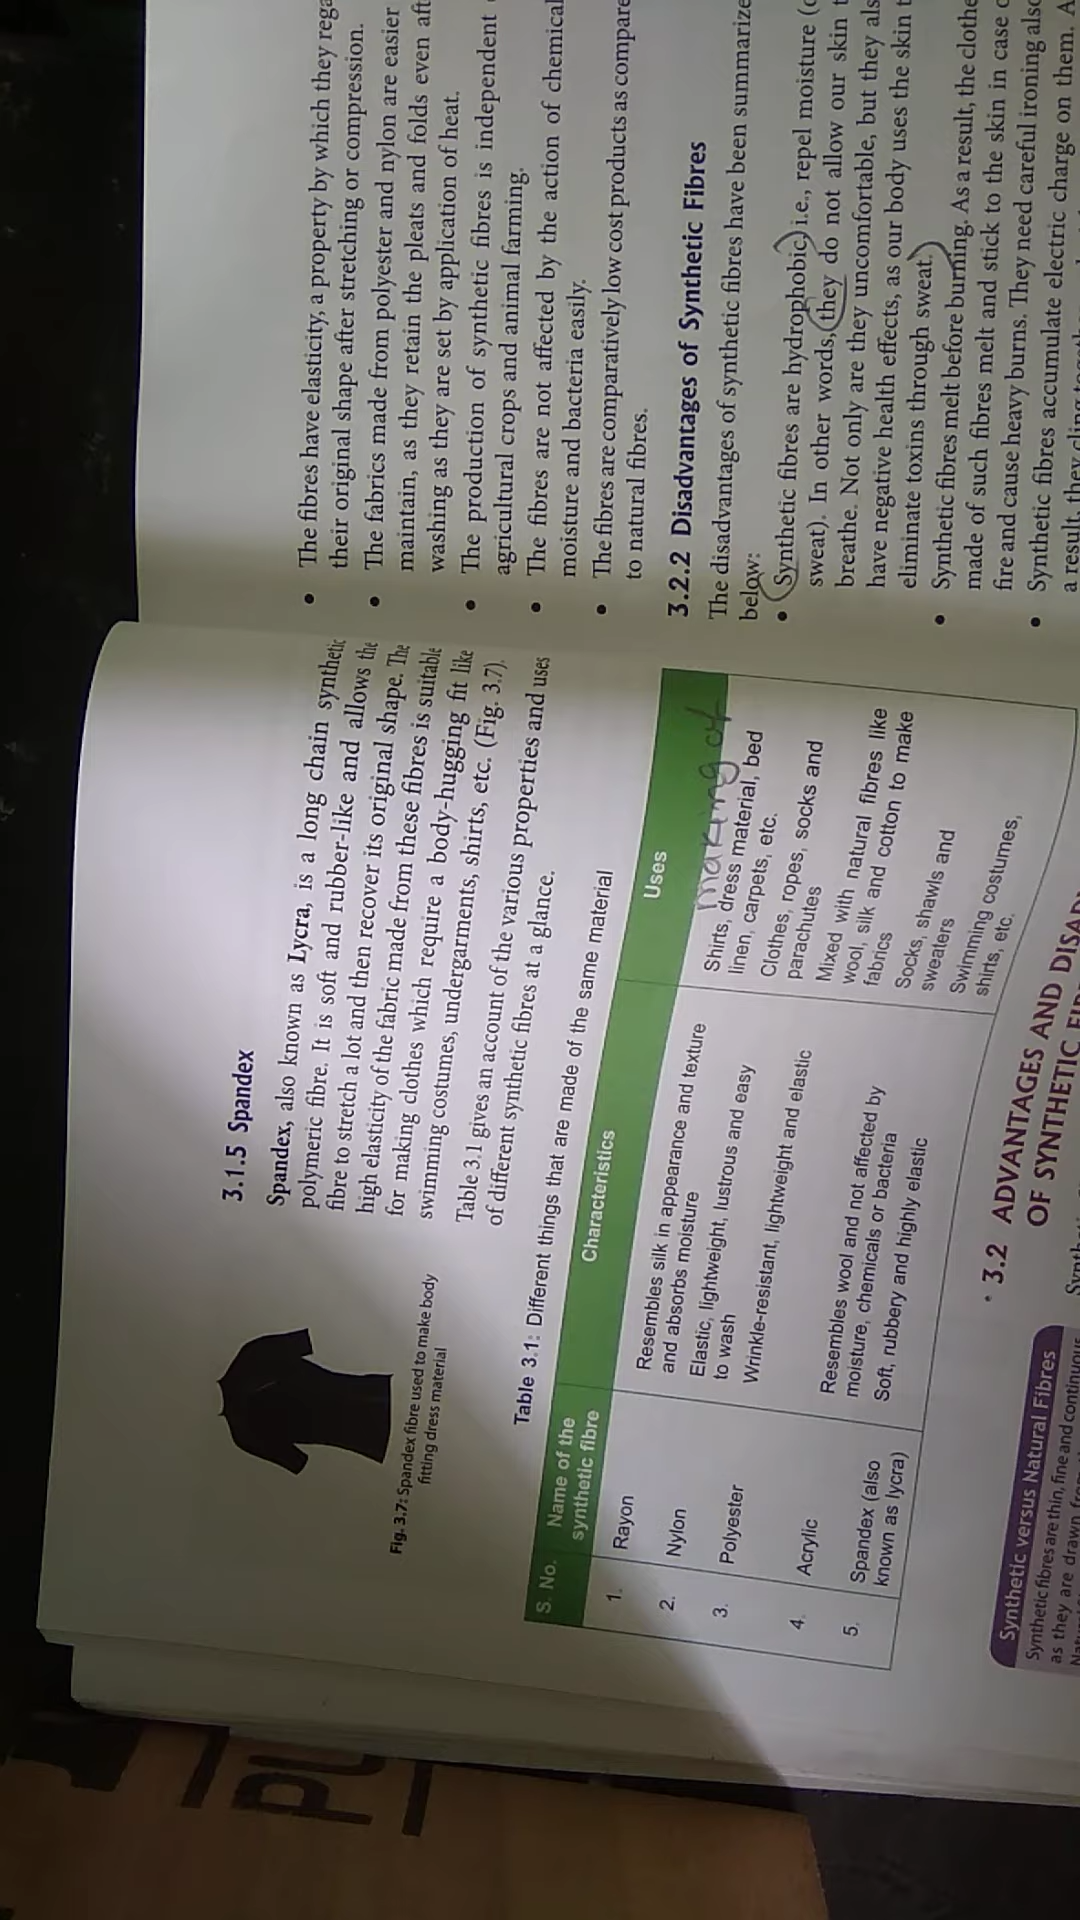 3.1.5 Spandex
Spandex, also known as Lycra, is a long chain synthetic
polymeric fibre. It is soft and rubber-like and allows the
fibre to stretch a lot and then recover its original shape. The
high elasticity of the fabric made from these fibres is suitable
for making clothes which require a body-hugging fit like
swimming costumes, undergarments, shirts, etc. (Fig. 3.7).
Table 3.1 gives an account of the various properties and uses
of different synthetic fibres at a glance.
Fig. 3.7: Spandex fibre used to make body
fitting dress material
Table 3.1: Different things that are made of the same material
S. No. Name of the synthetic fibre Characteristics Uses
making of
1. Rayon Resembles silk in appearance and texture Shirts, dress material, bed
and absorbs moisture linen, carpets, etc.
2. Nylon Elastic, lightweight, lustrous and easy Clothes, ropes, socks and
to wash parachutes
3. Polyester Wrinkle-resistant, lightweight and elastic Mixed with natural fibres like
wool, silk and cotton to make
fabrics
4. Acrylic Resembles wool and not affected by Socks, shawls and
moisture, chemicals or bacteria sweaters
5. Spandex (also Soft, rubbery and highly elastic Swimming costumes,
known as lycra) shirts, etc.
3.2 ADVANTAGES AND DISAD
OF SYNTHETIC
Synthetic versus Natural Fibres
Synthetic fibres are thin, fine and continuous
as they are drawn
• The fibres have elasticity, a property by which they rega
their original shape after stretching or compression.
• The fabrics made from polyester and nylon are easier
maintain, as they retain the pleats and folds even aft
washing as they are set by application of heat.
• The production of synthetic fibres is independent
agricultural crops and animal farming.
• The fibres are not affected by the action of chemical
moisture and bacteria easily.
• The fibres are comparatively low cost products as compare
to natural fibres.
3.2.2 Disadvantages of Synthetic Fibres
The disadvantages of synthetic fibres have been summarize
below:
• Synthetic fibres are hydrophobic, i.e., repel moisture (
sweat). In other words, they do not allow our skin t
breathe. Not only are they uncomfortable, but they als
have negative health effects, as our body uses the skin t
eliminate toxins through sweat.
• Synthetic fibres melt before burning. As a result, the clothe
made of such fibres melt and stick to the skin in case o
fire and cause heavy burns. They need careful ironing also
• Synthetic fibres accumulate electric charge on them. A
a result, they cling